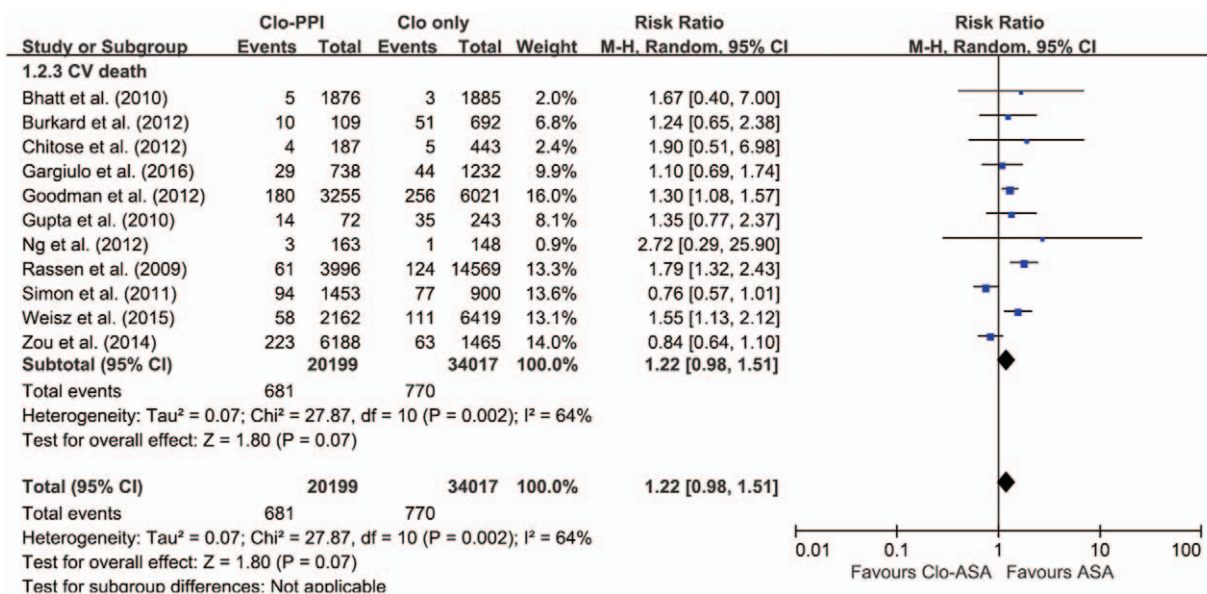 Clo-PPI Clo only Risk Ratio Risk Ratio
Study or Subgroup Events Total Events Total Weight M-H, Random, 95% CI M-H, Random, 95% CI
1.2.3 CV death
Bhatt et al. (2010) 5 1876 3 1885 2.0% 1.67 [0.40, 7.00]
Burkard et al. (2012) 10 109 51 692 6.8% 1.24 [0.65, 2.38]
Chitose et al. (2012) 4 187 5 443 2.4% 1.90 [0.51, 6.98]
Gargiulo et al. (2016) 29 738 44 1232 9.9% 1.10 [0.69, 1.74]
Goodman et al. (2012) 180 3255 256 6021 16.0% 1.30 [1.08, 1.57]
Gupta et al. (2010) 14 72 35 243 8.1% 1.35 [0.77, 2.37]
Ng et al. (2012) 3 163 1 148 0.9% 2.72 [0.29, 25.90]
Rassen et al. (2009) 61 3996 124 14569 13.3% 1.79 [1.32, 2.43]
Simon et al. (2011) 94 1453 77 900 13.6% 0.76 [0.57, 1.01]
Weisz et al. (2015) 58 2162 111 6419 13.1% 1.55 [1.13, 2.12]
Zou et al. (2014) 223 6188 63 1465 14.0% 0.84 [0.64, 1.10]
Subtotal (95% CI) 20199 34017 100.0% 1.22 [0.98, 1.51]
Total events 681 770
Heterogeneity: Tau² = 0.07; Chi² = 27.87, df = 10 (P = 0.002); I² = 64%
Test for overall effect: Z = 1.80 (P = 0.07)
Total (95% CI) 20199 34017 100.0% 1.22 [0.98, 1.51]
Total events 681 770
Heterogeneity: Tau² = 0.07; Chi² = 27.87, df = 10 (P = 0.002); I² = 64%
Test for overall effect: Z = 1.80 (P = 0.07)
Test for subgroup differences: Not applicable
0.01 0.1 1 10 100
Favours Clo-ASA Favours ASA